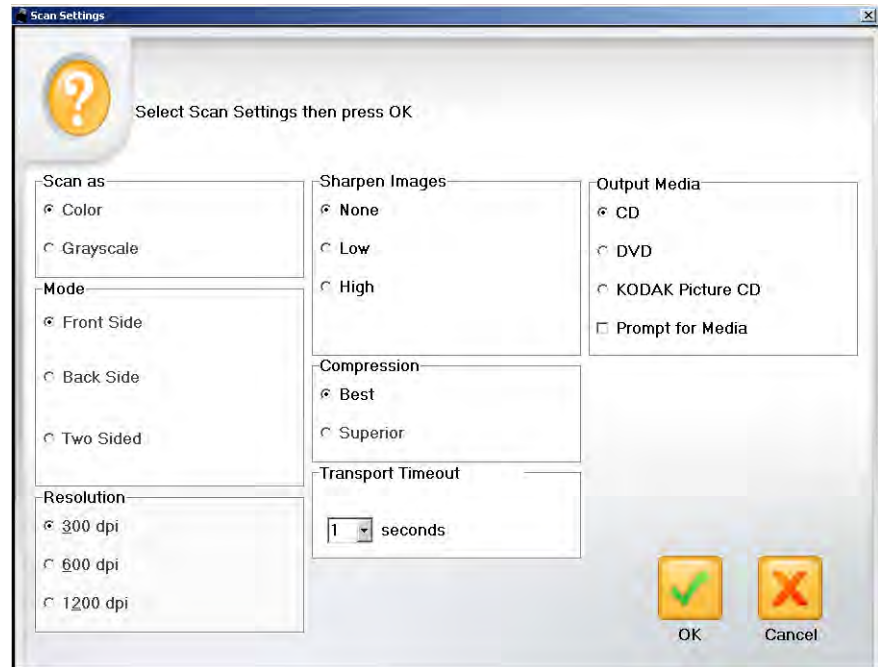 Scan Settings
Select Scan Settings then press OK
Scan as
Color
Grayscale
Mode
Front Side
Back Side
Two Sided
Resolution
300 dpi
600 dpi
1200 dpi
Sharpen Images
None
Low
High
Compression
Best
Superior
Transport Timeout
1 seconds
Output Media
CD
DVD
KODAK Picture CD
Prompt for Media
OK
Cancel